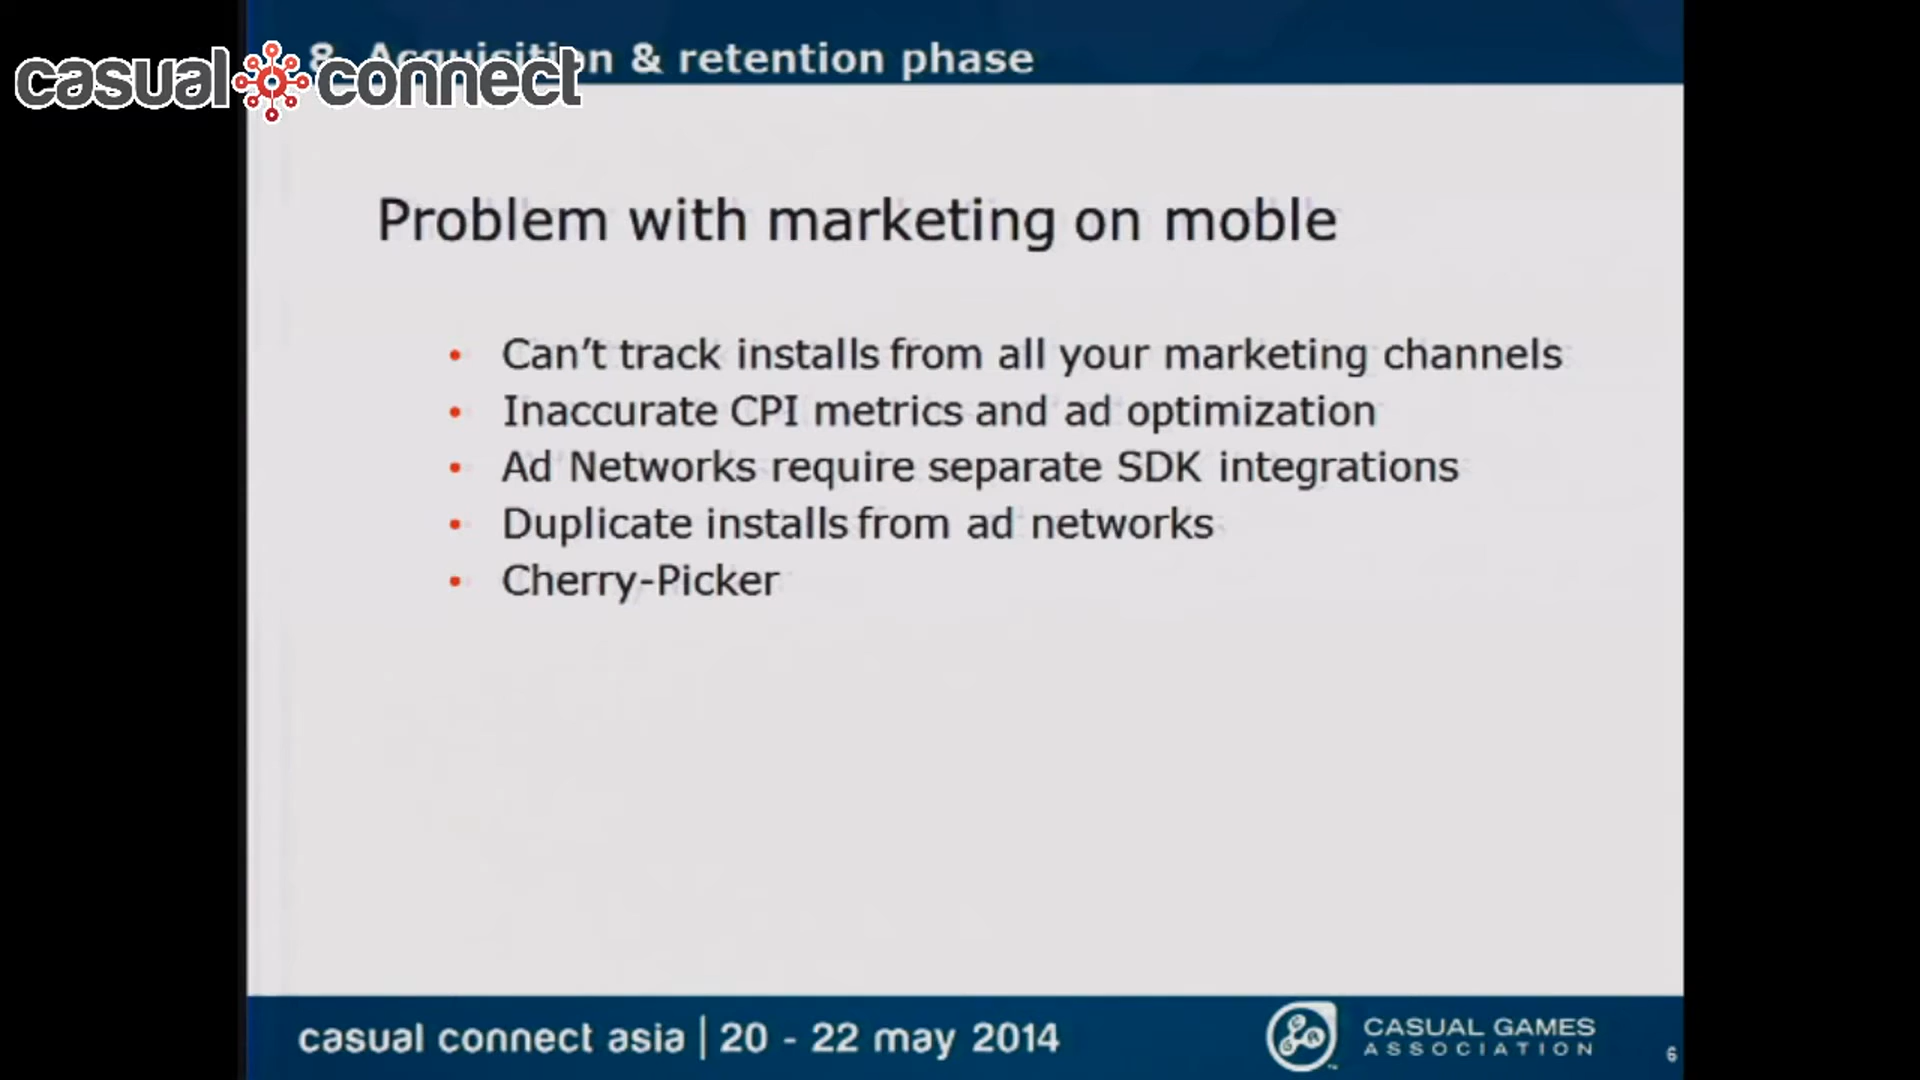 8. Acquisition & retention phase
casual connect
Problem with marketing on moble
• Can't track installs from all your marketing channels
• Inaccurate CPI metrics and ad optimization
• Ad Networks require separate SDK integrations
• Duplicate installs from ad networks
• Cherry-Picker
casual connect asia | 20 - 22 may 2014
CASUAL GAMES
ASSOCIATION
6